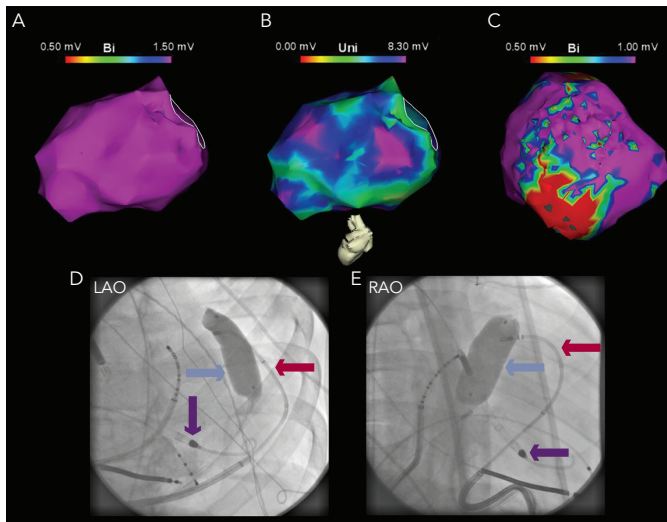 A
B
C
0.50 mV Bi 1.50 mV
0.00 mV Uni 8.30 mV
0.50 mV Bi 1.00 mV
D
LAO
E
RAO